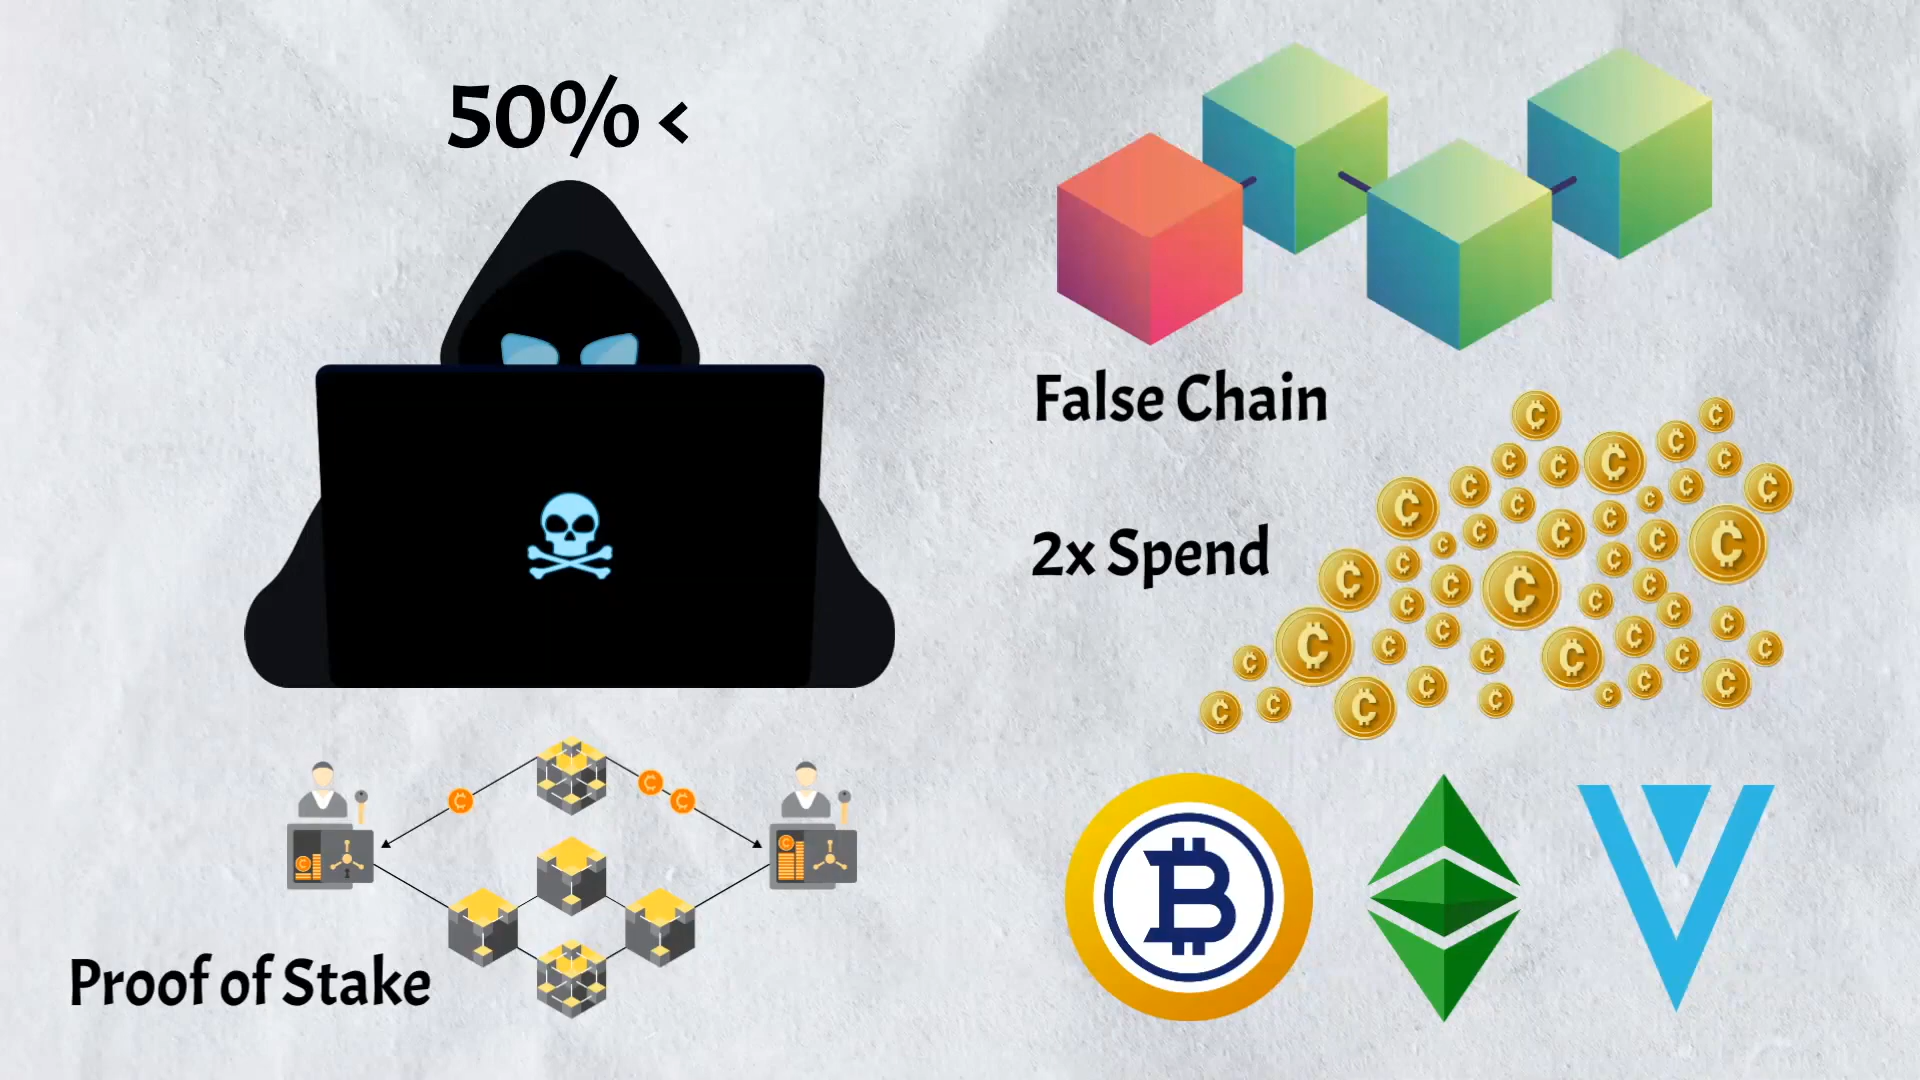 50% <
False Chain
2x Spend
Proof of Stake